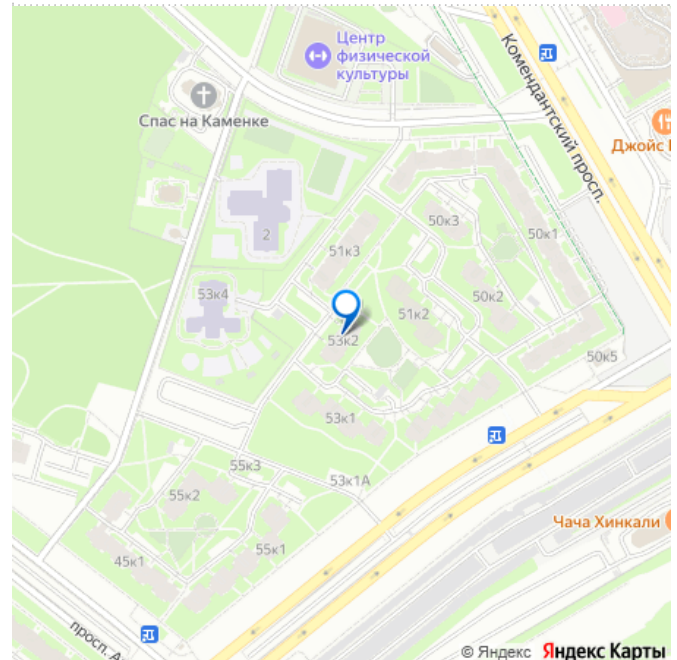 Центр
физической
культуры
Комендантский просп.
Спас на Каменке
Джойс
2
50к3
50к1
51к3
53к4
50к2
51к2
53к2
50к5
53к1
55к3
53к1А
55к2
Чача Хинкали
55к1
45к1
просп.
© Яндекс Яндекс Карты